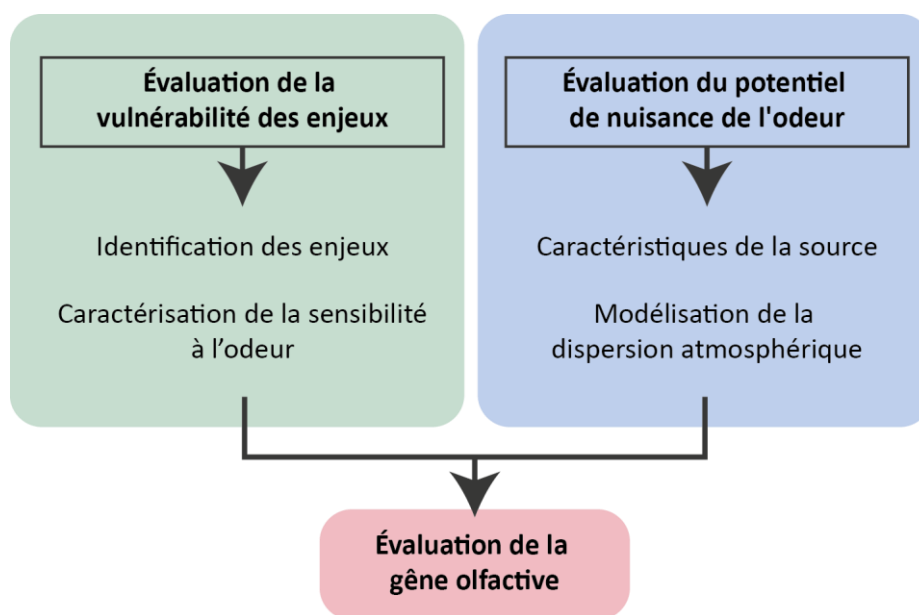 Évaluation de la
vulnérabilité des enjeux
Identification des enjeux
Caractérisation de la sensibilité
à l’odeur
Évaluation du potentiel
de nuisance de l'odeur
Caractéristiques de la source
Modélisation de la
dispersion atmosphérique
Évaluation de la
gêne olfactive